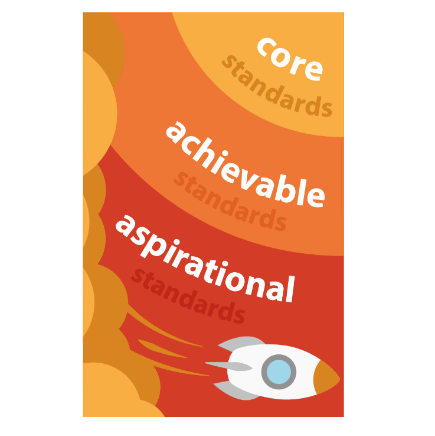 core
standards
achievable
standards
aspirational
standards